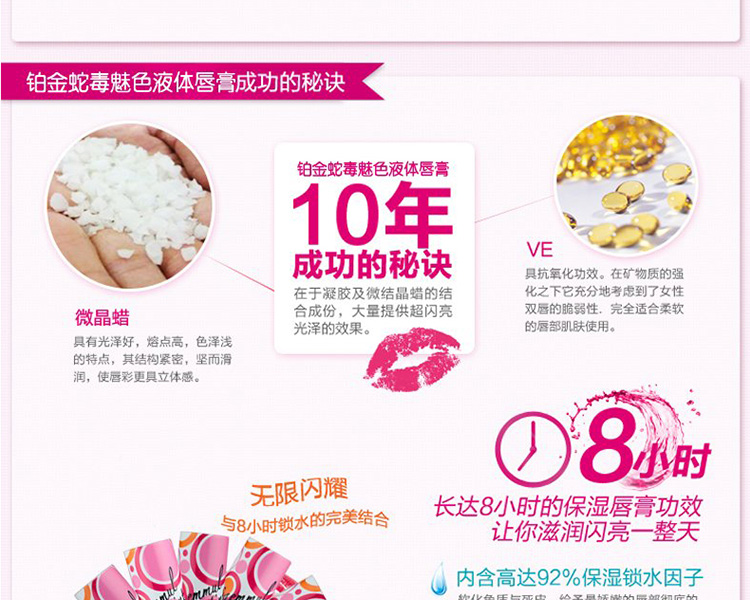 铂金蛇毒魅色液体唇膏成功的秘诀
铂金蛇毒魅色液体唇膏
10年
成功的秘诀
在于凝胶及微结晶蜡的结
合成份，大量提供超闪亮
光泽的效果。
微晶蜡
具有光泽好，熔点高，色泽浅
的特点，其结构紧密，坚而滑
润，使唇彩更具立体感。
VE
具抗氧化功效。在矿物质的强
化之下它充分地考虑到了女性
双唇的脆弱性．完全适合柔软
的唇部肌肤使用。
8小时
长达8小时的保湿唇膏功效
让你滋润闪亮一整天
无限闪耀
与8小时锁水的完美结合
内含高达92%保湿锁水因子